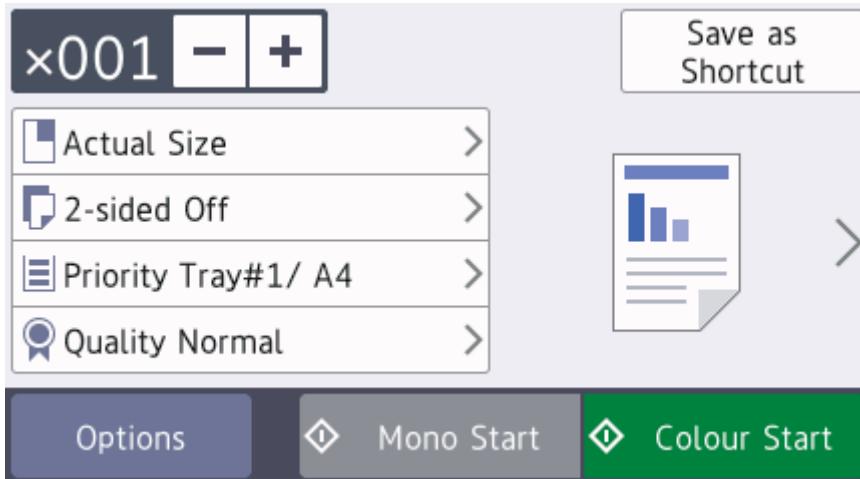 ×001 − +
Save as
Shortcut
Actual Size
2-sided Off
Priority Tray#1/ A4
Quality Normal
Options
Mono Start
Colour Start